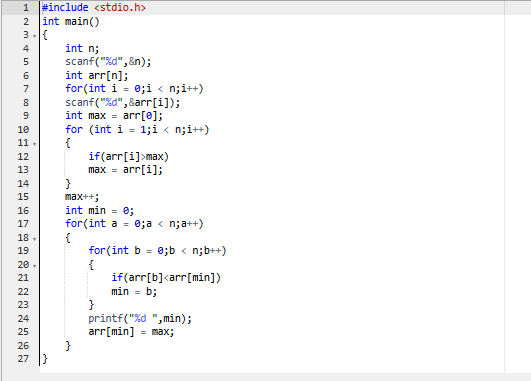 1 #include <stdio.h>
2 int main()
3 {
4 int n;
5 scanf("%d",&n);
6 int arr[n];
7 for(int i = 0;i < n;i++)
8 scanf("%d",&arr[i]);
9 int max = arr[0];
10 for (int i = 1;i < n;i++)
11 {
12 if(arr[i]>max)
13 max = arr[i];
14 }
15 max++;
16 int min = 0;
17 for(int a = 0;a < n;a++)
18 {
19 for(int b = 0;b < n;b++)
20 {
21 if(arr[b]<arr[min])
22 min = b;
23 }
24 printf("%d ",min);
25 arr[min] = max;
26 }
27 }